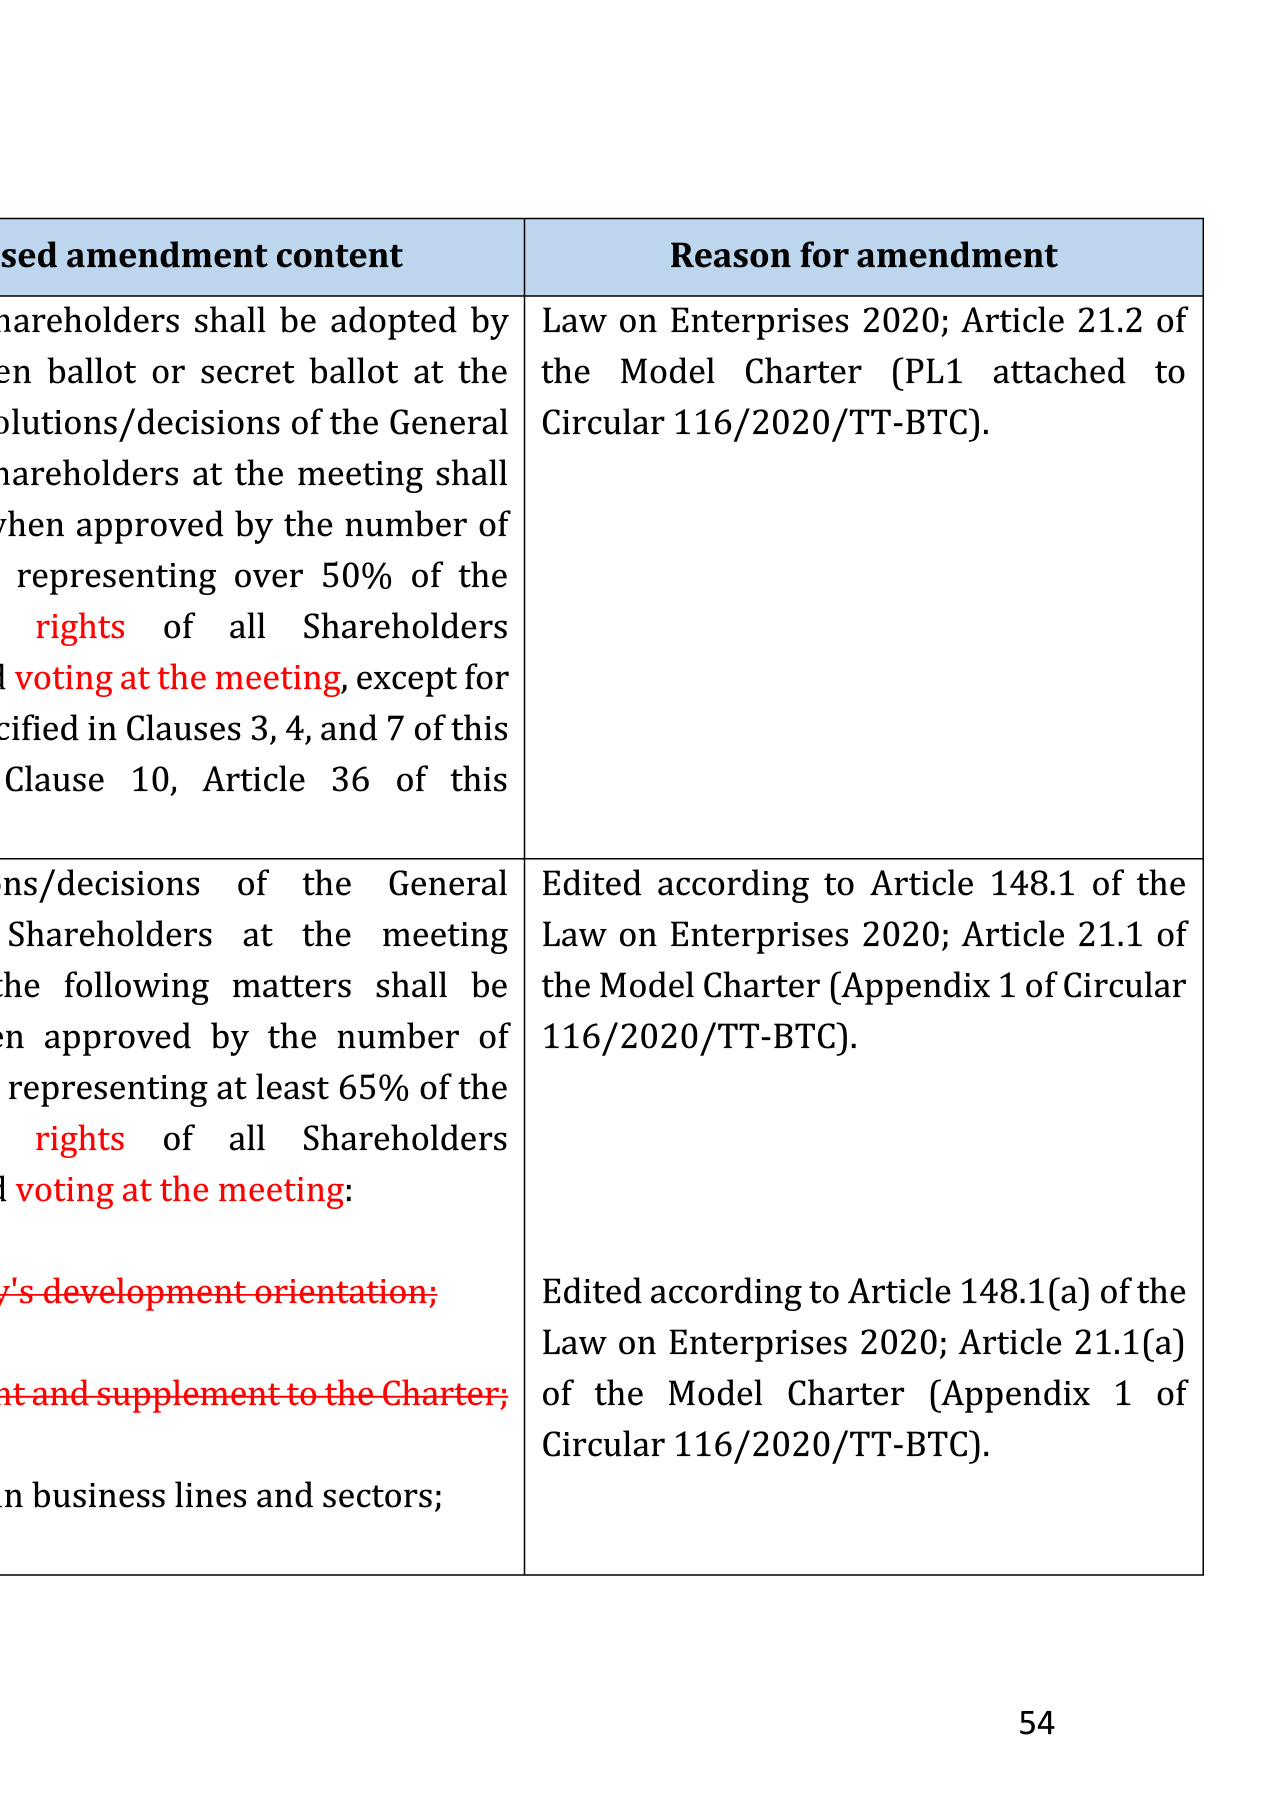 sed amendment content
Reason for amendment
hareholders shall be adopted by
en ballot or secret ballot at the
olutions/decisions of the General
hareholders at the meeting shall
when approved by the number of
representing over 50% of the
rights of all Shareholders
d voting at the meeting, except for
cified in Clauses 3, 4, and 7 of this
Clause 10, Article 36 of this
Law on Enterprises 2020; Article 21.2 of
the Model Charter (PL1 attached to
Circular 116/2020/TT-BTC).
ons/decisions of the General
Shareholders at the meeting
the following matters shall be
en approved by the number of
representing at least 65% of the
rights of all Shareholders
d voting at the meeting:
y's development orientation;
nt and supplement to the Charter;
in business lines and sectors;
Edited according to Article 148.1 of the
Law on Enterprises 2020; Article 21.1 of
the Model Charter (Appendix 1 of Circular
116/2020/TT-BTC).
Edited according to Article 148.1(a) of the
Law on Enterprises 2020; Article 21.1(a)
of the Model Charter (Appendix 1 of
Circular 116/2020/TT-BTC).
54